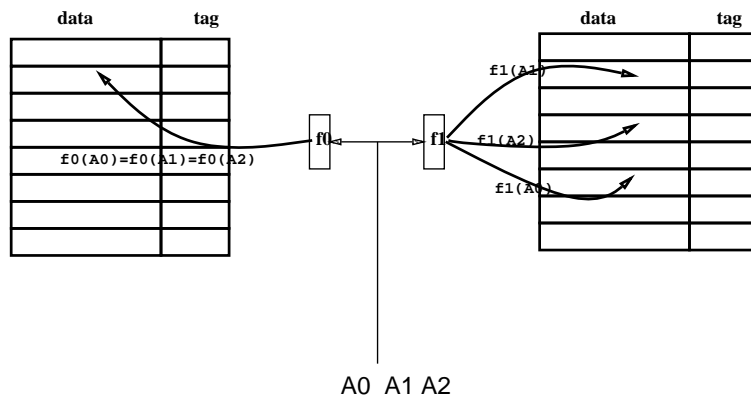 data tag data tag
f1(A1)
f0 f1 f1(A2)
f0(A0)=f0(A1)=f0(A2)
f1(A0)
A0 A1 A2